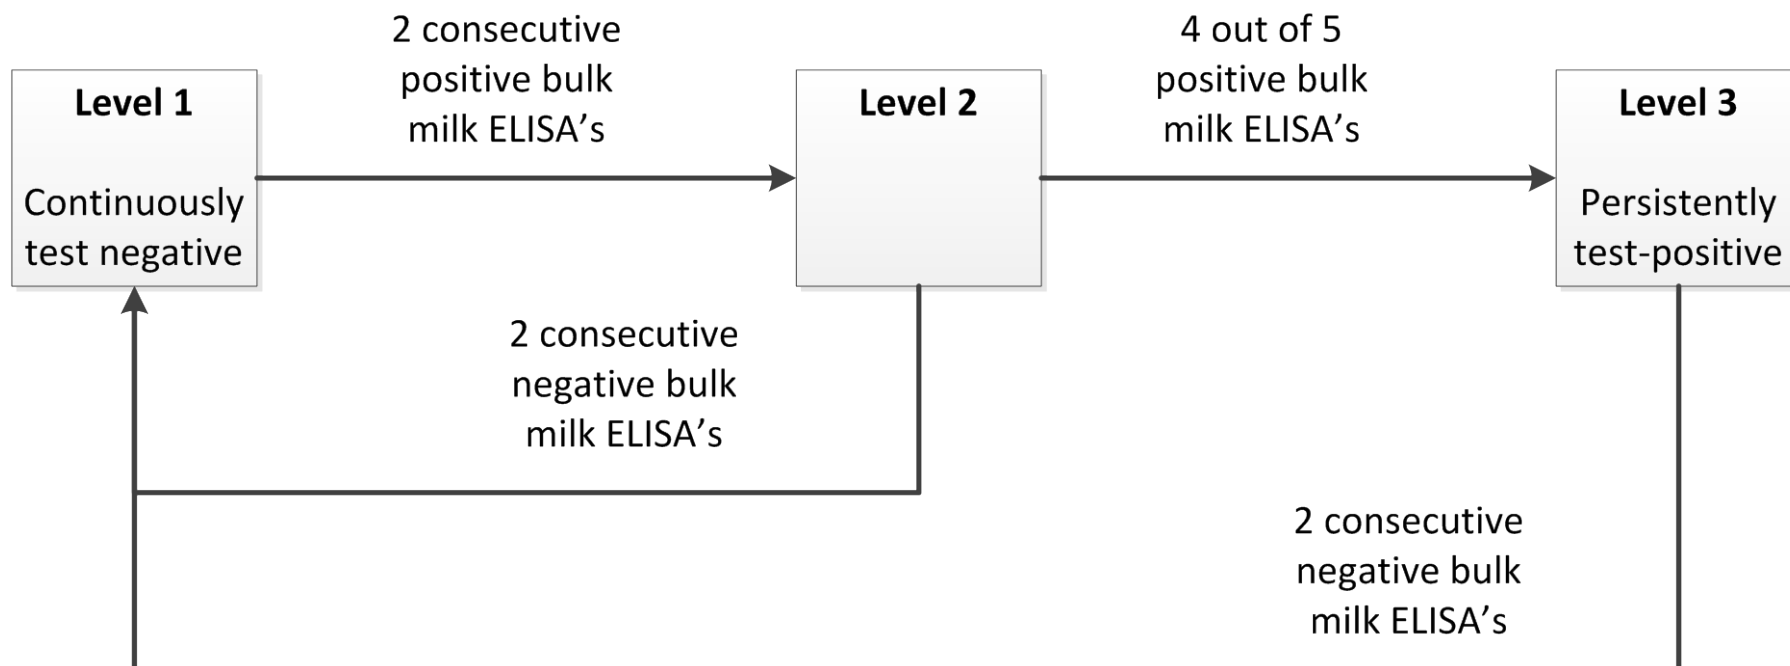 Level 1
Continuously
test negative
2 consecutive
positive bulk
milk ELISA’s
Level 2
4 out of 5
positive bulk
milk ELISA’s
Level 3
Persistently
test-positive
2 consecutive
negative bulk
milk ELISA’s
2 consecutive
negative bulk
milk ELISA’s